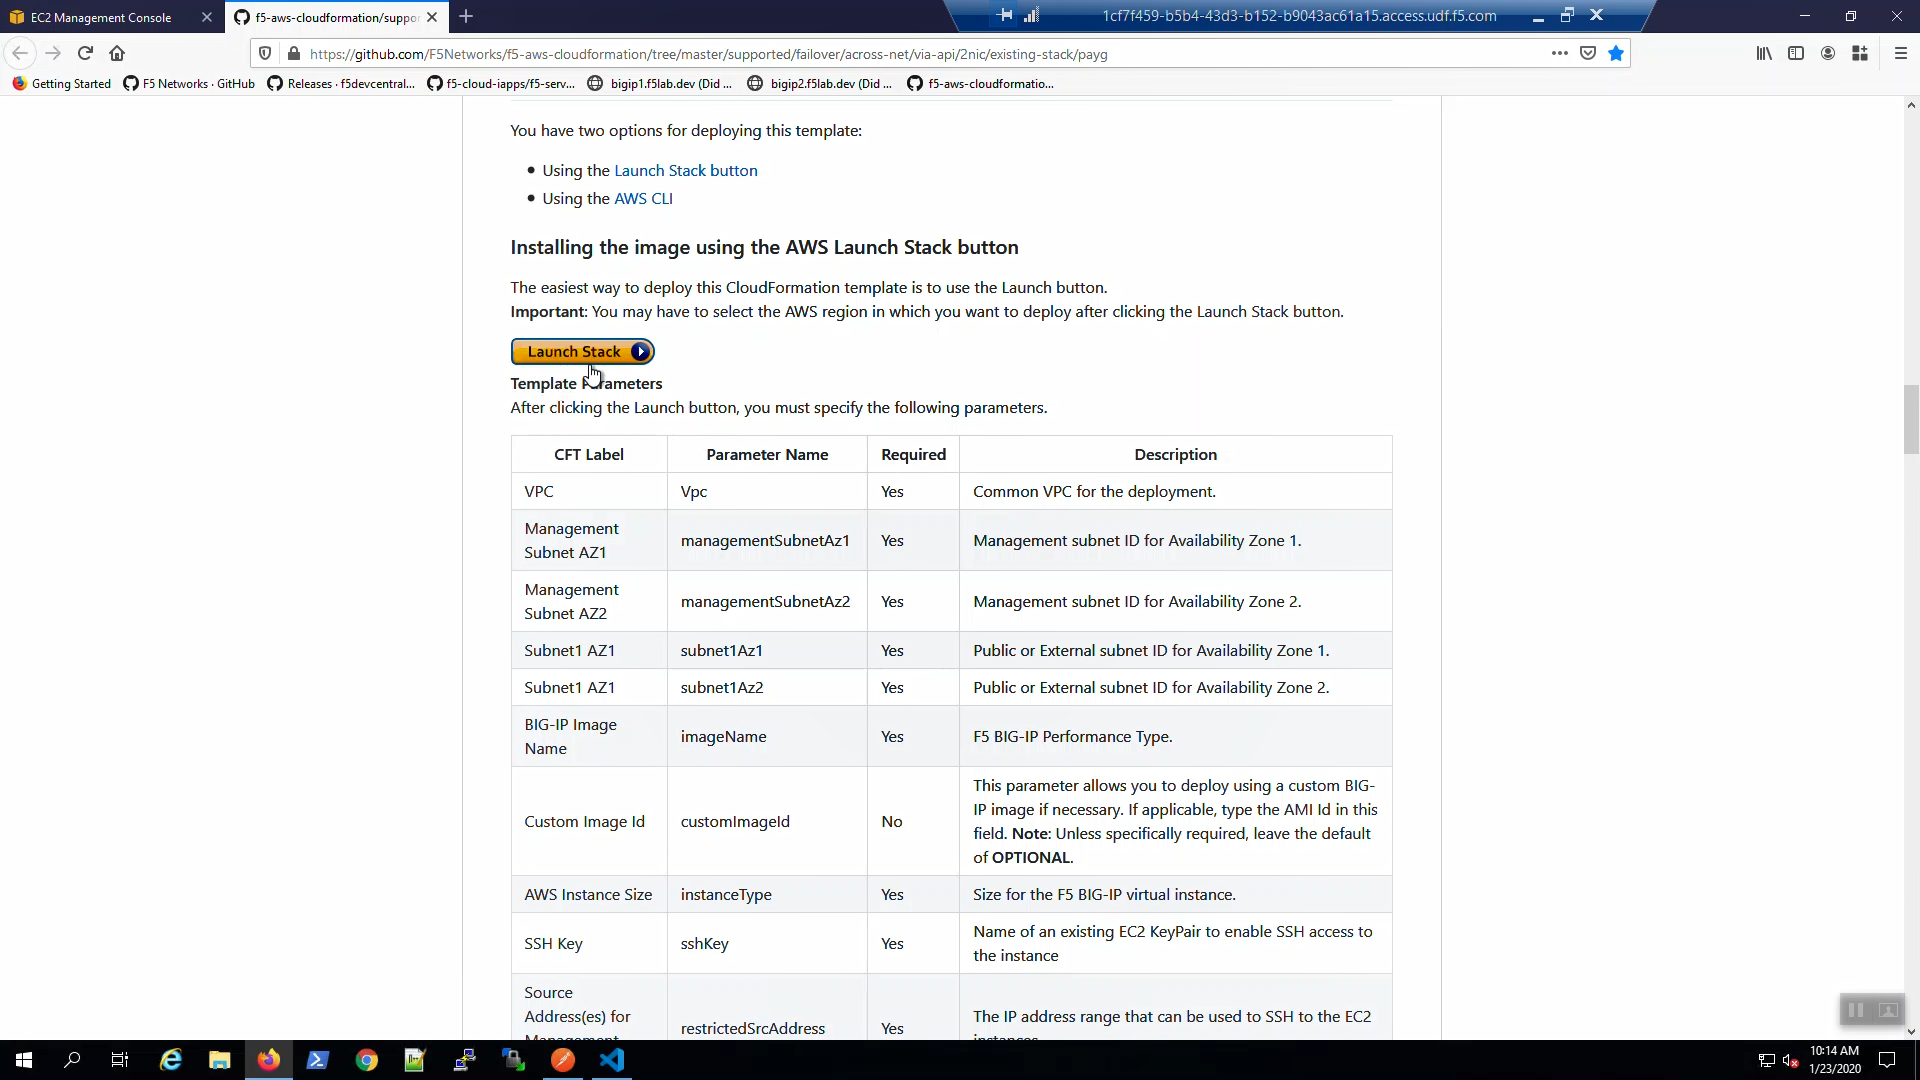 EC2 Management Console
f5-aws-cloudformation/suppo
1cf7f459-b5b4-43d3-b152-b9043ac61a15.access.udf.f5.com
https://github.com/F5Networks/f5-aws-cloudformation/tree/master/supported/failover/across-net/via-api/2nic/existing-stack/payg
Getting Started
F5 Networks · GitHub
Releases · f5devcentral...
f5-cloud-iapps/f5-serv...
bigip1.f5lab.dev (Did ...
bigip2.f5lab.dev (Did ...
f5-aws-cloudformatio...
You have two options for deploying this template:
• Using the Launch Stack button
• Using the AWS CLI
Installing the image using the AWS Launch Stack button
The easiest way to deploy this CloudFormation template is to use the Launch button.
Important: You may have to select the AWS region in which you want to deploy after clicking the Launch Stack button.
Launch Stack
Template Parameters
After clicking the Launch button, you must specify the following parameters.
CFT Label Parameter Name Required Description
VPC Vpc Yes Common VPC for the deployment.
Management
Subnet AZ1
managementSubnetAz1 Yes Management subnet ID for Availability Zone 1.
Management
Subnet AZ2
managementSubnetAz2 Yes Management subnet ID for Availability Zone 2.
Subnet1 AZ1 subnet1Az1 Yes Public or External subnet ID for Availability Zone 1.
Subnet1 AZ1 subnet1Az2 Yes Public or External subnet ID for Availability Zone 2.
BIG-IP Image
Name
imageName Yes F5 BIG-IP Performance Type.
Custom Image Id customImageId No
This parameter allows you to deploy using a custom BIG-
IP image if necessary. If applicable, type the AMI Id in this
field. Note: Unless specifically required, leave the default
of OPTIONAL.
AWS Instance Size instanceType Yes Size for the F5 BIG-IP virtual instance.
SSH Key sshKey Yes
Name of an existing EC2 KeyPair to enable SSH access to
the instance
Source
Address(es) for
Management
restrictedSrcAddress Yes
The IP address range that can be used to SSH to the EC2
instances
10:14 AM
1/23/2020